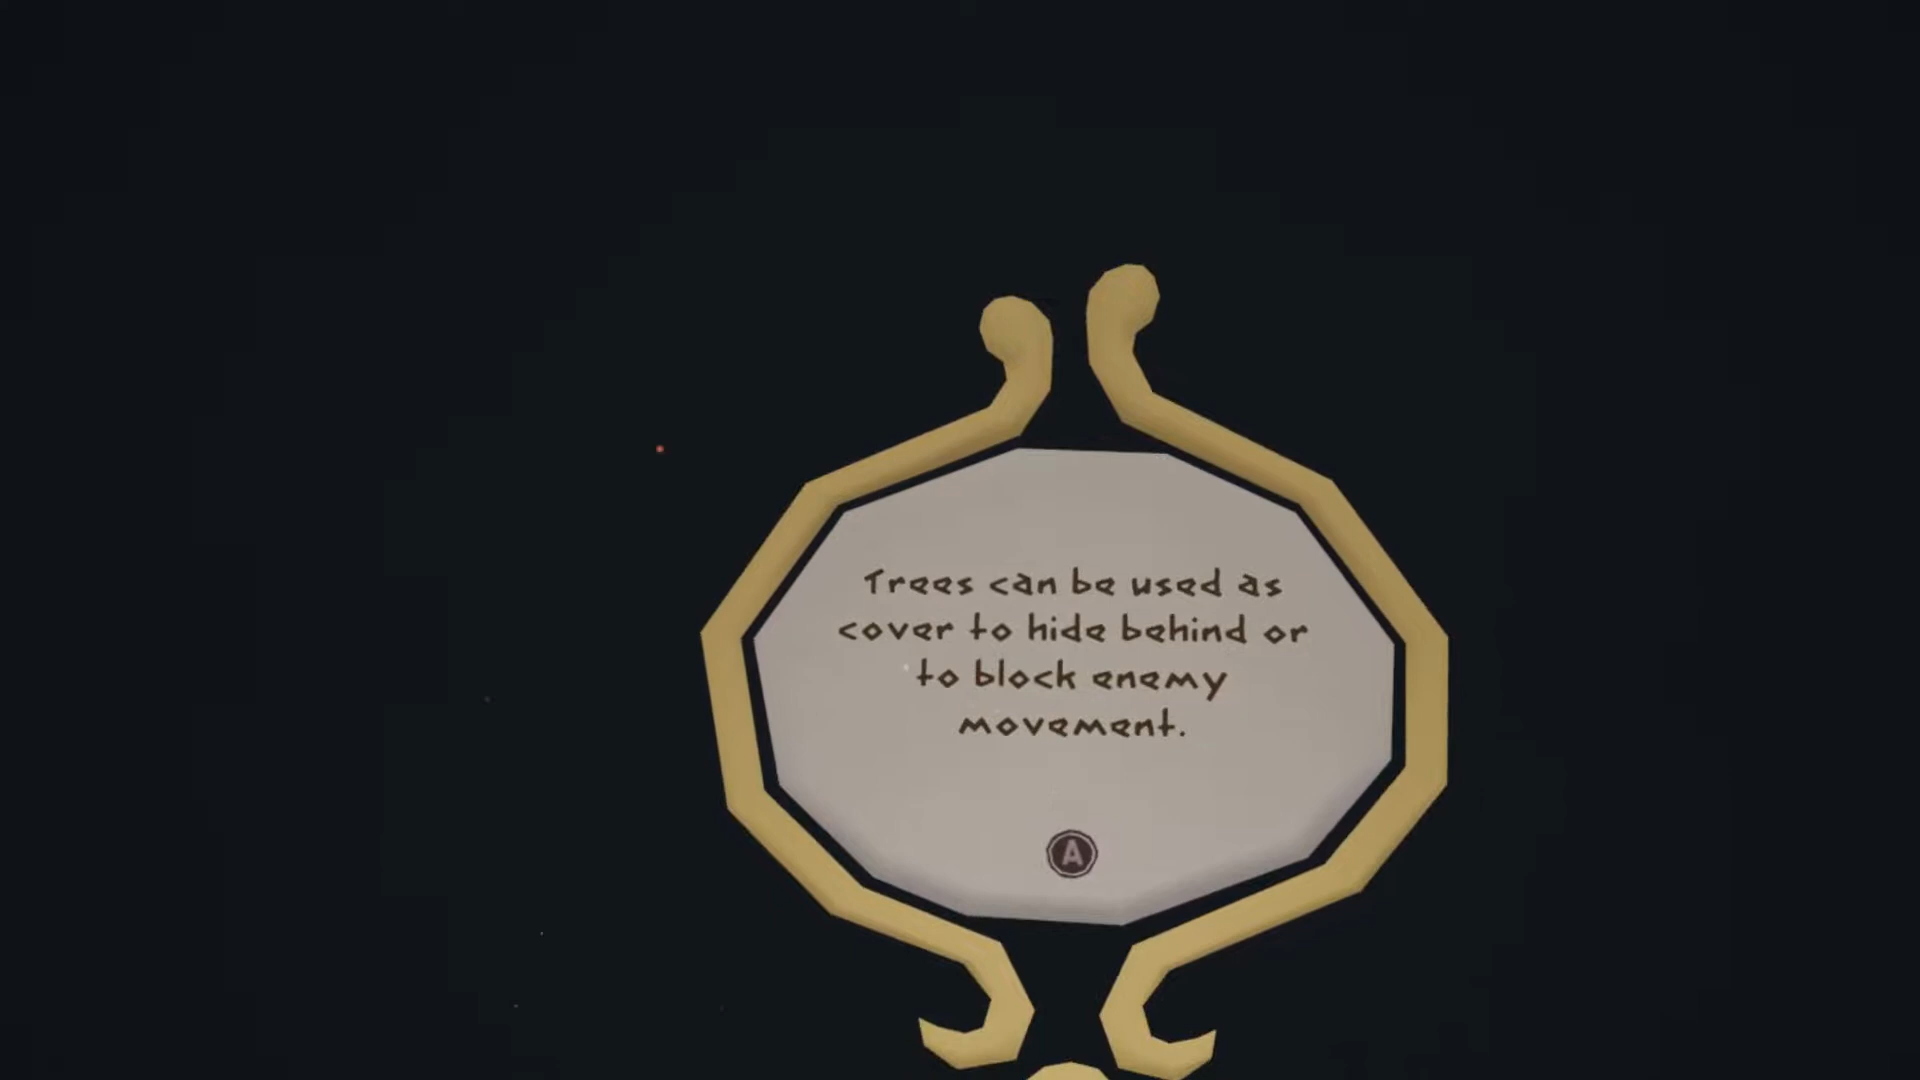 Trees can be used as
cover to hide behind or
to block enemy
movement.
A